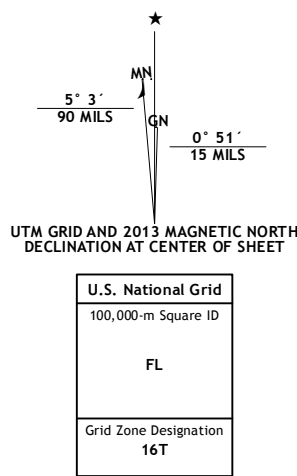 ★
MN
GN
5° 3´
90 MILS
0° 51´
15 MILS
UTM GRID AND 2013 MAGNETIC NORTH
DECLINATION AT CENTER OF SHEET
U.S. National Grid
100,000-m Square ID
FL
Grid Zone Designation
16T